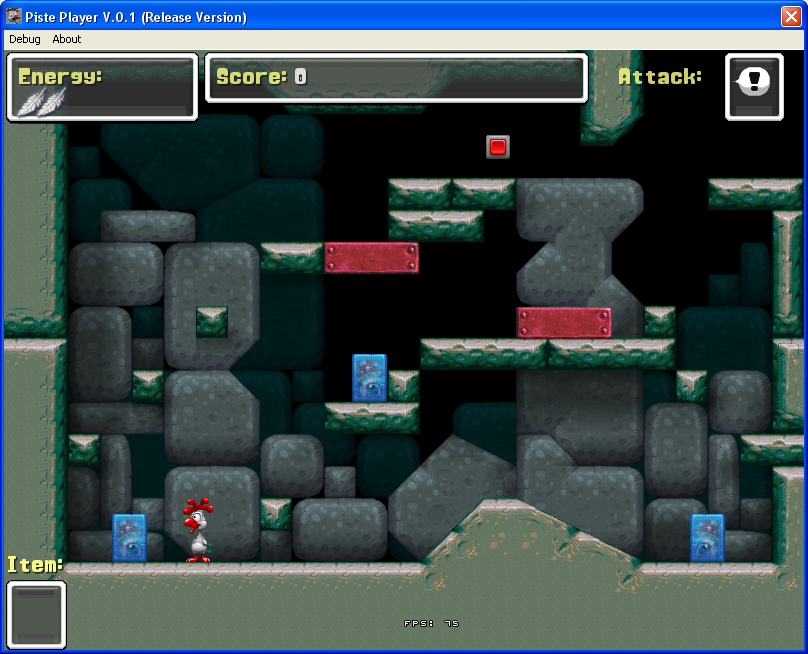 Piste Player V.0.1 (Release Version)
Debug About
Energy:
Score: 0
Attack:
!
Item:
FPS: 75